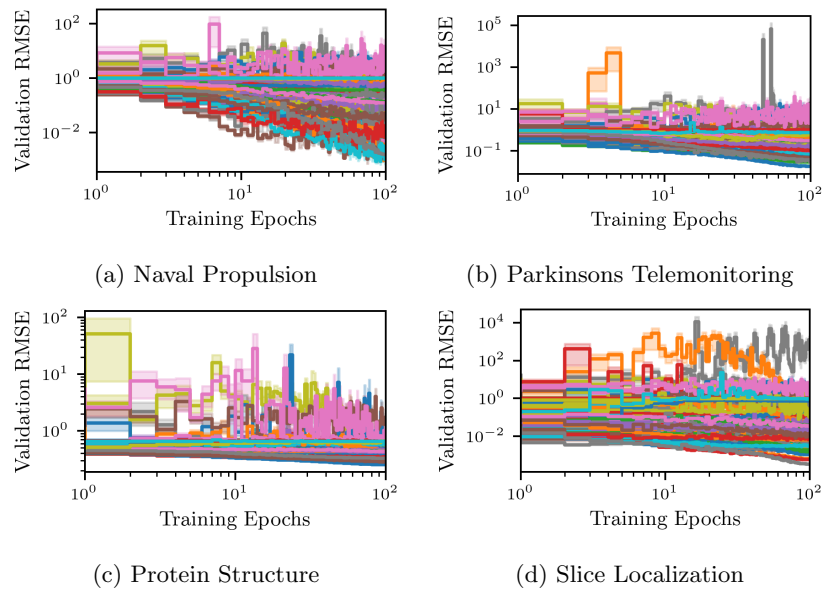 Validation RMSE
10^2
10^0
10^−2
10^0
10^1
10^2
Training Epochs
(a) Naval Propulsion
Validation RMSE
10^5
10^3
10^1
10^−1
10^0
10^1
10^2
Training Epochs
(b) Parkinsons Telemonitoring
Validation RMSE
10^2
10^1
10^0
10^0
10^1
10^2
Training Epochs
(c) Protein Structure
Validation RMSE
10^4
10^2
10^0
10^−2
10^0
10^1
10^2
Training Epochs
(d) Slice Localization